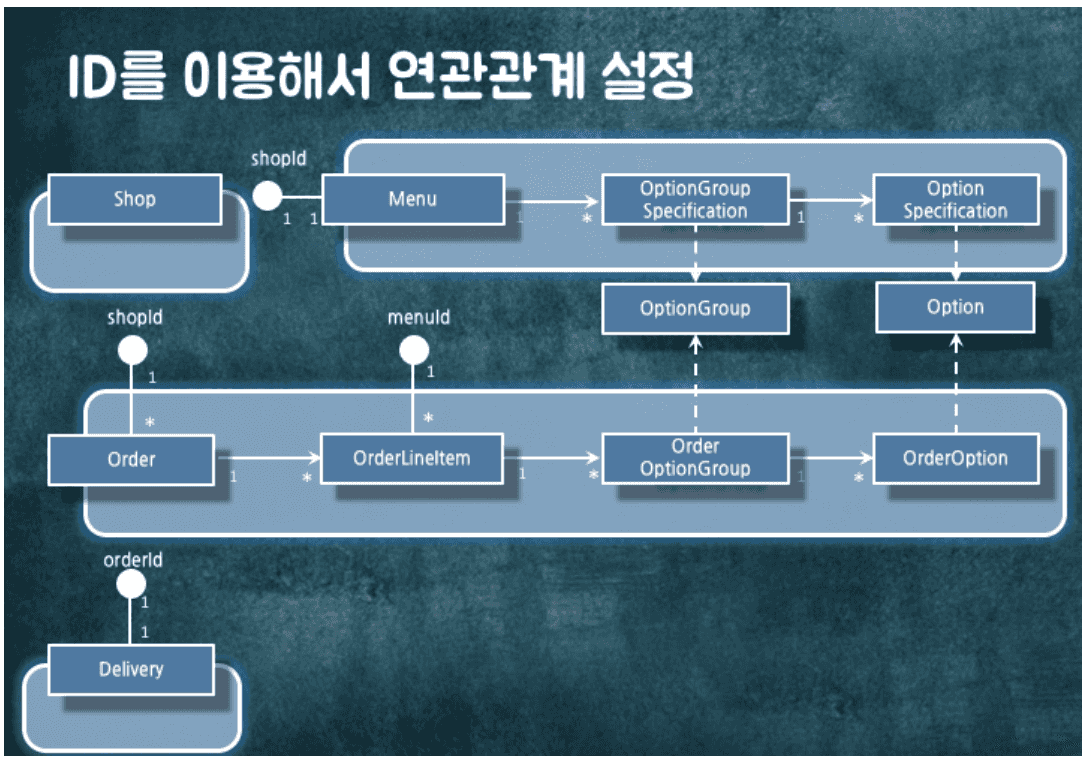 ID를 이용해서 연관관계 설정
shopId
Shop
1
1
Menu
1
*
OptionGroup
Specification
1
*
Option
Specification
OptionGroup
Option
shopId
1
*
menuId
1
*
Order
1
*
OrderLineItem
1
*
Order
OptionGroup
1
*
OrderOption
orderId
1
1
Delivery